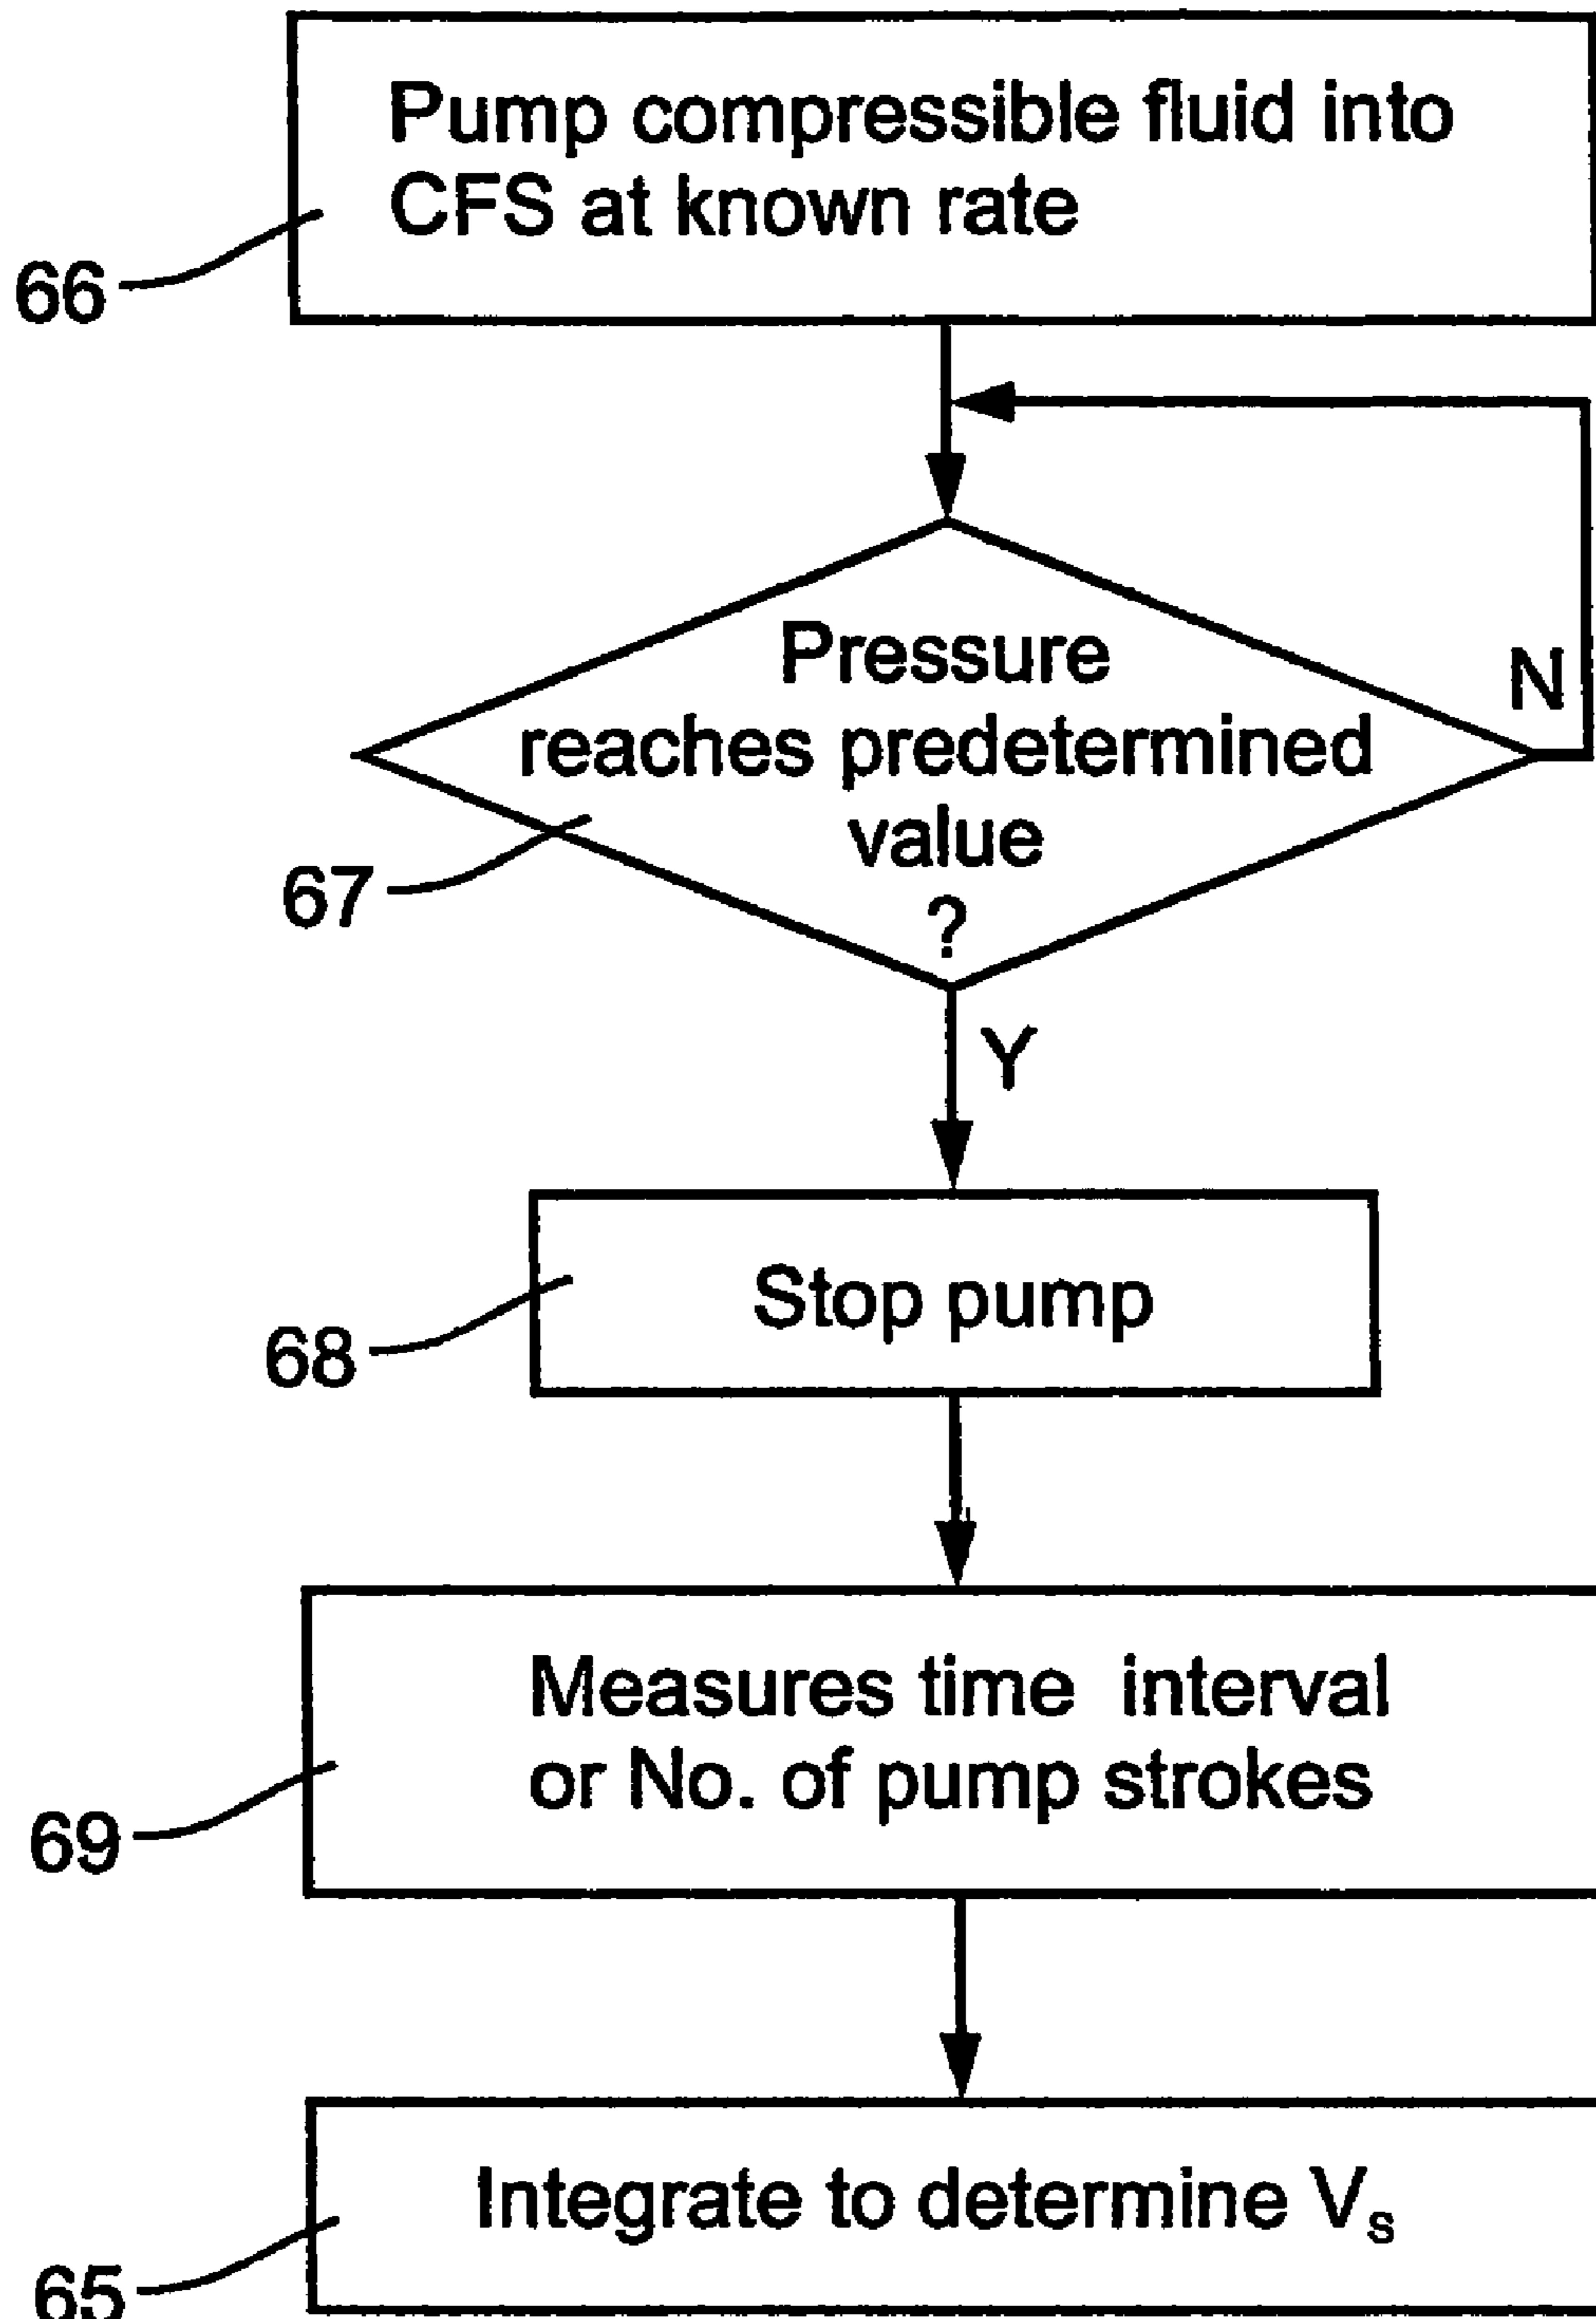 Pump compressible fluid into
CFS at known rate
66
Pressure
reaches predetermined
value
?
N
67
Y
Stop pump
68
Measures time interval
or No. of pump strokes
69
Integrate to determine Vs
65